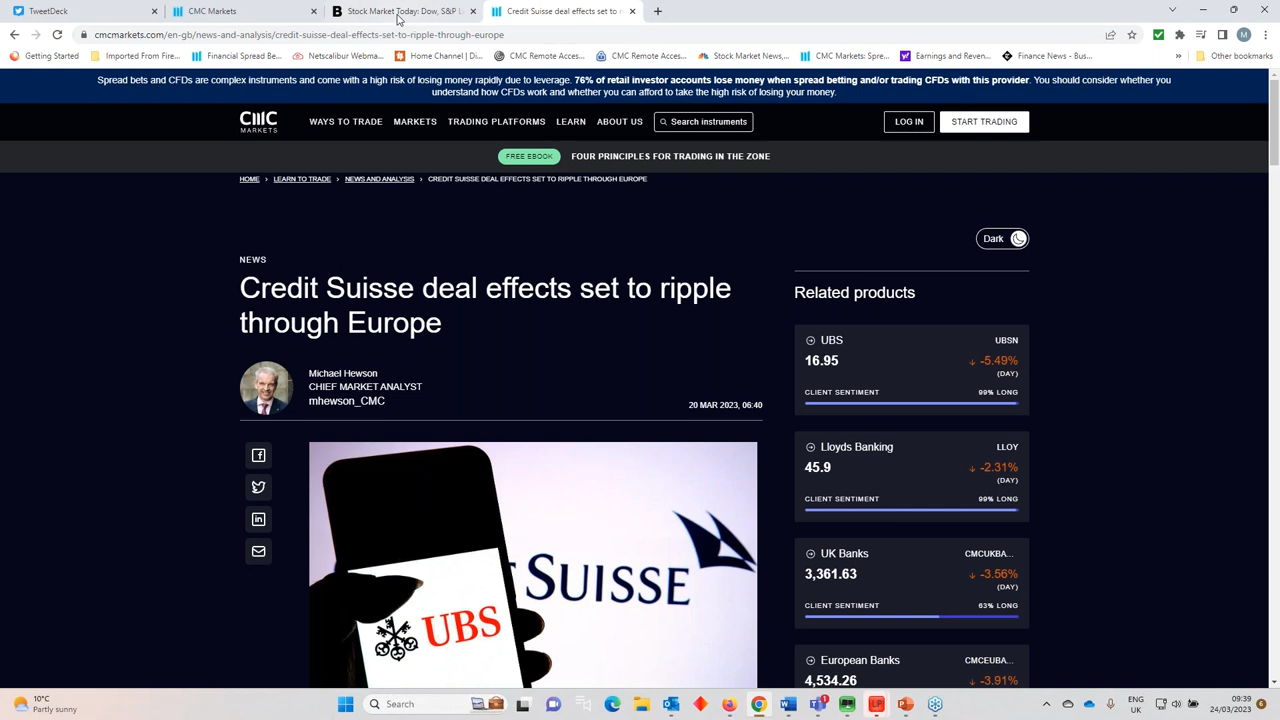 TweetDeck
CMC Markets
Stock Market Today: Dow, S&P L
Credit Suisse deal effects set to r
cmcmarkets.com/en-gb/news-and-analysis/credit-suisse-deal-effects-set-to-ripple-through-europe
M
Getting Started
Imported From Fire...
Financial Spread B...
Netscalibur Webma...
Home Channel | Di...
CMC Remote Acces...
CMC Remote Acces...
Stock Market News,...
CMC Markets: Sprea...
Earnings and Reven...
Finance News - Bus...
»
Other bookmarks
Spread bets and CFDs are complex instruments and come with a high risk of losing money rapidly due to leverage. 76% of retail investor accounts lose money when spread betting and/or trading CFDs with this provider. You should consider whether you
understand how CFDs work and whether you can afford to take the high risk of losing your money.
CMC
MARKETS
WAYS TO TRADE
MARKETS
TRADING PLATFORMS
LEARN
ABOUT US
Search instruments
LOG IN
START TRADING
FREE EBOOK
FOUR PRINCIPLES FOR TRADING IN THE ZONE
HOME > LEARN TO TRADE > NEWS AND ANALYSIS > CREDIT SUISSE DEAL EFFECTS SET TO RIPPLE THROUGH EUROPE
Dark
NEWS
Credit Suisse deal effects set to ripple
through Europe
Michael Hewson
CHIEF MARKET ANALYST
mhewson_CMC
20 MAR 2023, 06:40
SUISSE
UBS
Related products
UBS
UBSN
16.95
-5.49%
(DAY)
CLIENT SENTIMENT
99% LONG
Lloyds Banking
LLOY
45.9
-2.31%
(DAY)
CLIENT SENTIMENT
99% LONG
UK Banks
CMCUKBA...
3,361.63
-3.56%
(DAY)
CLIENT SENTIMENT
63% LONG
European Banks
CMCEUBA...
4,534.26
-3.91%
10°C
Partly sunny
Search
ENG
UK
09:39
24/03/2023